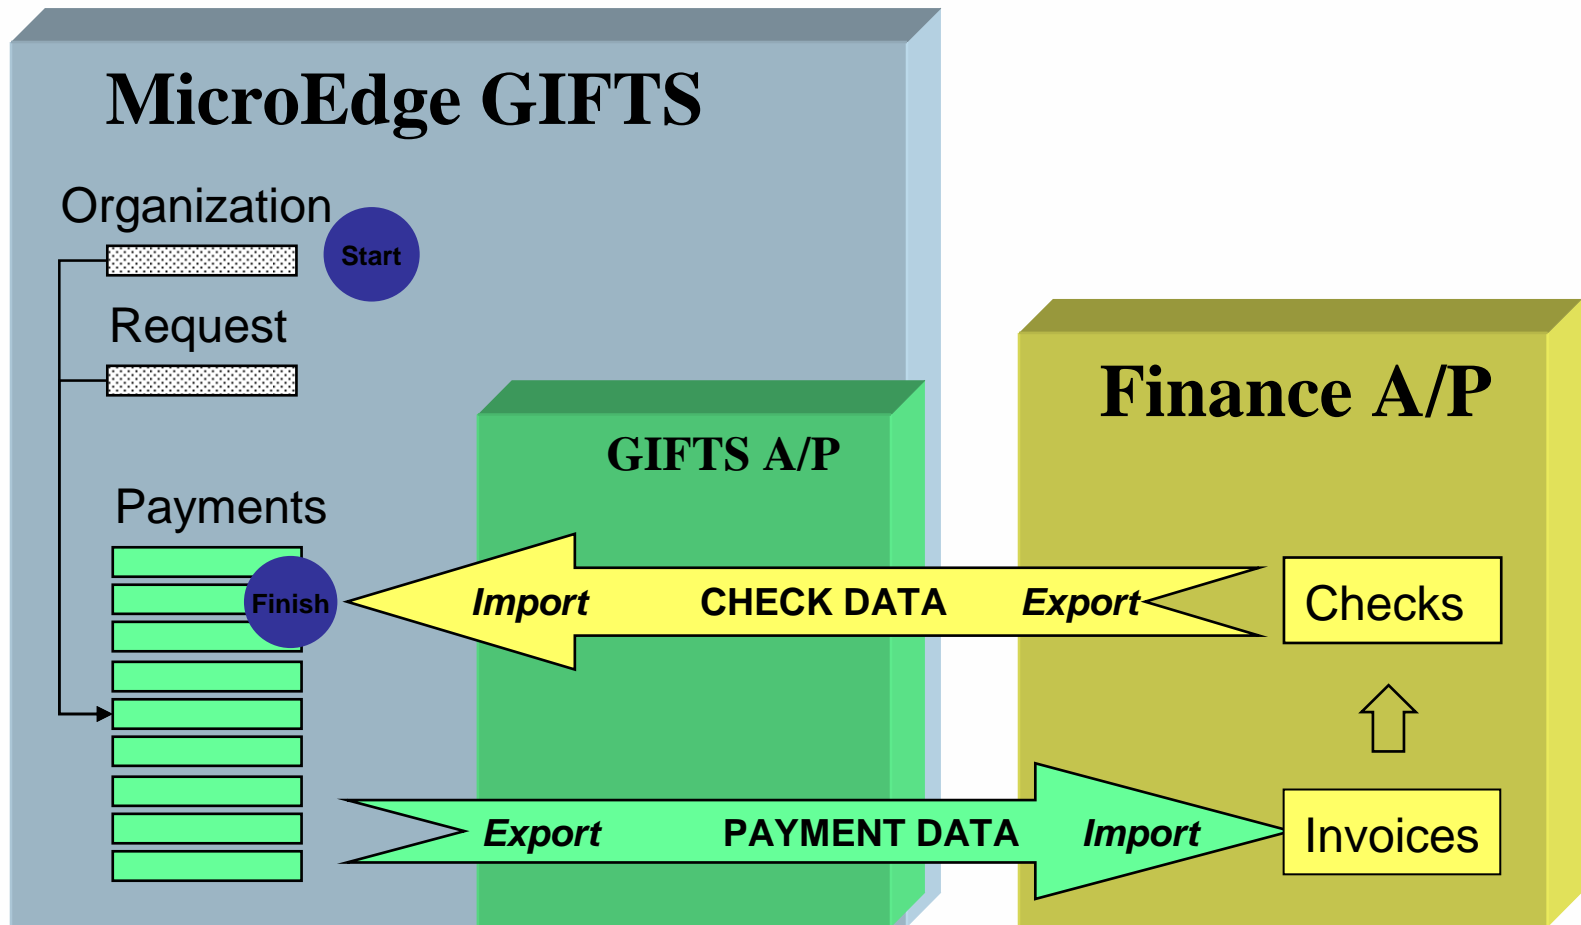 MicroEdge GIFTS
Organization
Start
Request
Payments
Finish
GIFTS A/P
Finance A/P
Import CHECK DATA Export
Checks
Export PAYMENT DATA Import
Invoices